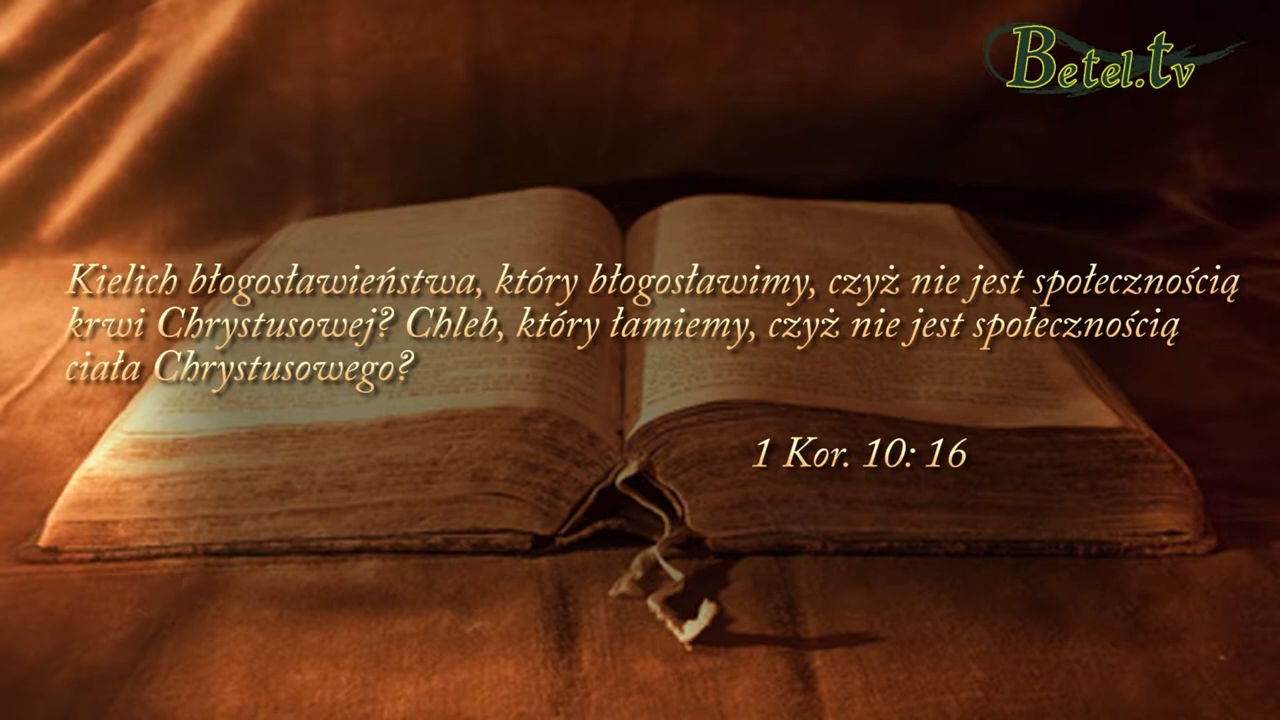 Betel.tv
Kielich błogosławieństwa, który błogosławimy, czyż nie jest społecznością
krwi Chrystusowej? Chleb, który łamiemy, czyż nie jest społecznością
ciała Chrystusowego?
1 Kor. 10: 16